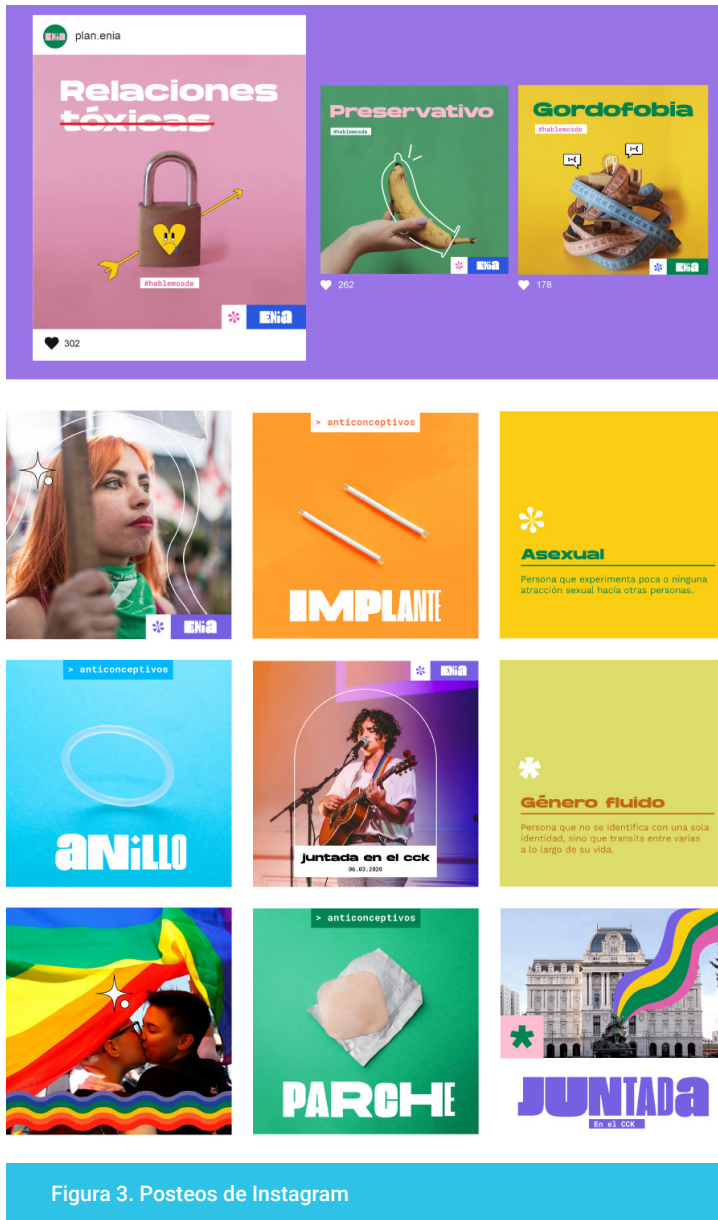 ENIA plan.enia
Relaciones
tóxicas
#hablemosde
ENIA
302
Preservativo
#hablemosde
ENIA
262
Gordofobia
#hablemosde
:-(
:-(
ENIA
178
ENIA
> anticonceptivos
IMPLANTE
Asexual
Persona que experimenta poca o ninguna
atracción sexual hacia otras personas.
> anticonceptivos
ANiLLO
ENIA
juntada en el cck
06.03.2020
Género fluido
Persona que no se identifica con una sola
identidad, sino que transita entre varias
a lo largo de su vida.
> anticonceptivos
PARCHE
JUNTADA
En el CCK
Figura 3. Posteos de Instagram